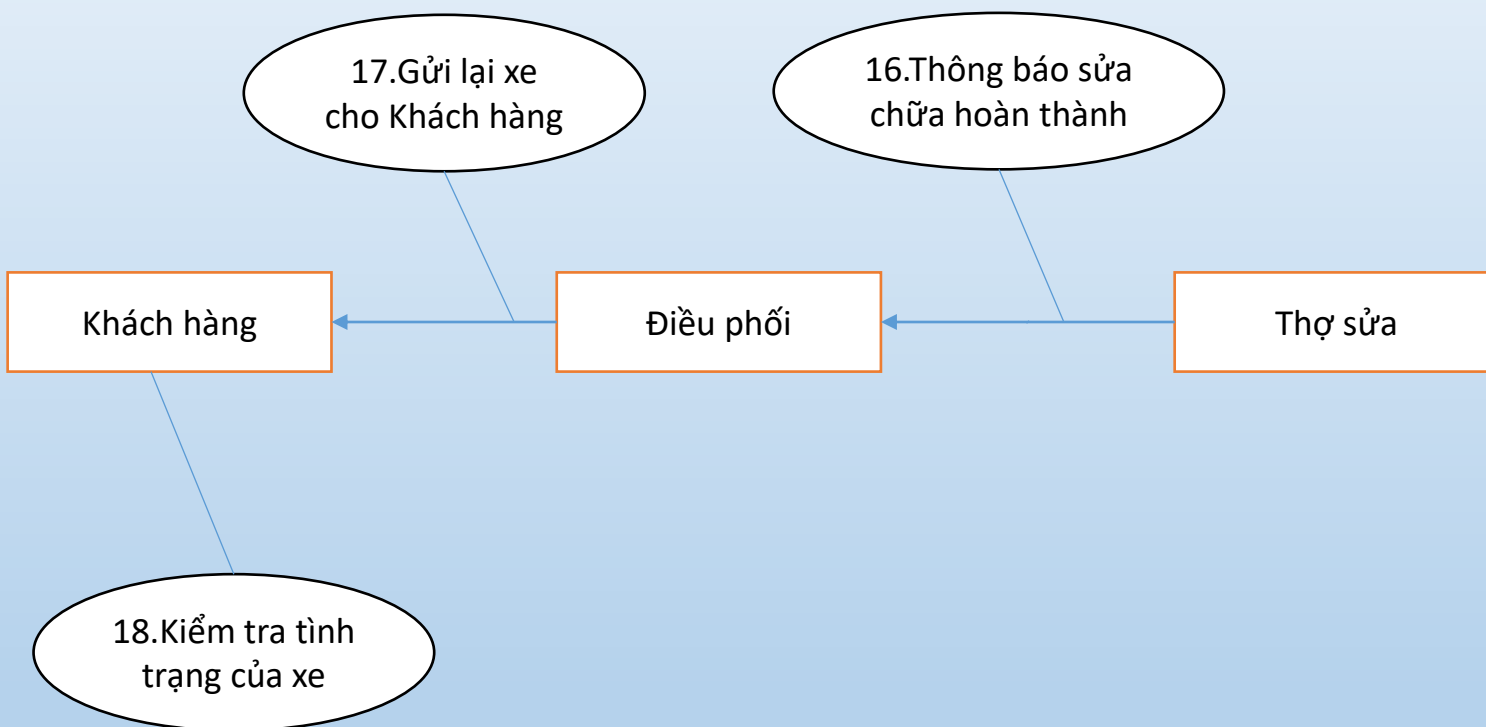 17.Gửi lại xe
cho Khách hàng
16.Thông báo sửa
chữa hoàn thành
Khách hàng
Điều phối
Thợ sửa
18.Kiểm tra tình
trạng của xe